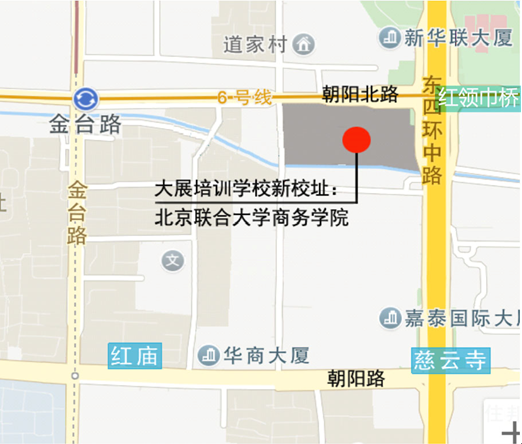 新华联大厦
道家村
6号线
朝阳北路
红领巾桥
金台路
东四环中路
大展培训学校新校址：
北京联合大学商务学院
金台路
文
嘉泰国际大
红庙
华商大厦
慈云寺
朝阳路